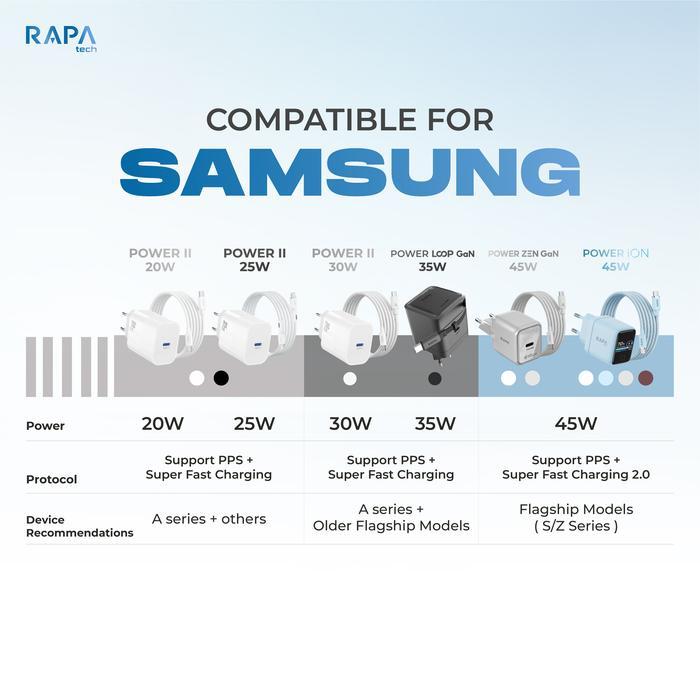 RAPA
tech
COMPATIBLE FOR
SAMSUNG
POWER II
20W
POWER II
25W
POWER II
30W
POWER LOOP GaN
35W
POWER ZEN GaN
45W
POWER iON
45W
Power
20W
25W
30W
35W
45W
Protocol
Support PPS +
Super Fast Charging
Support PPS +
Super Fast Charging
Support PPS +
Super Fast Charging 2.0
Device
Recommendations
A series + others
A series +
Older Flagship Models
Flagship Models
( S/Z Series )